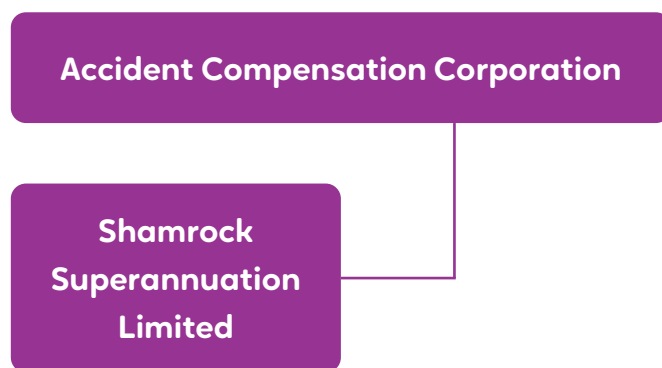 Accident Compensation Corporation
Shamrock
Superannuation
Limited